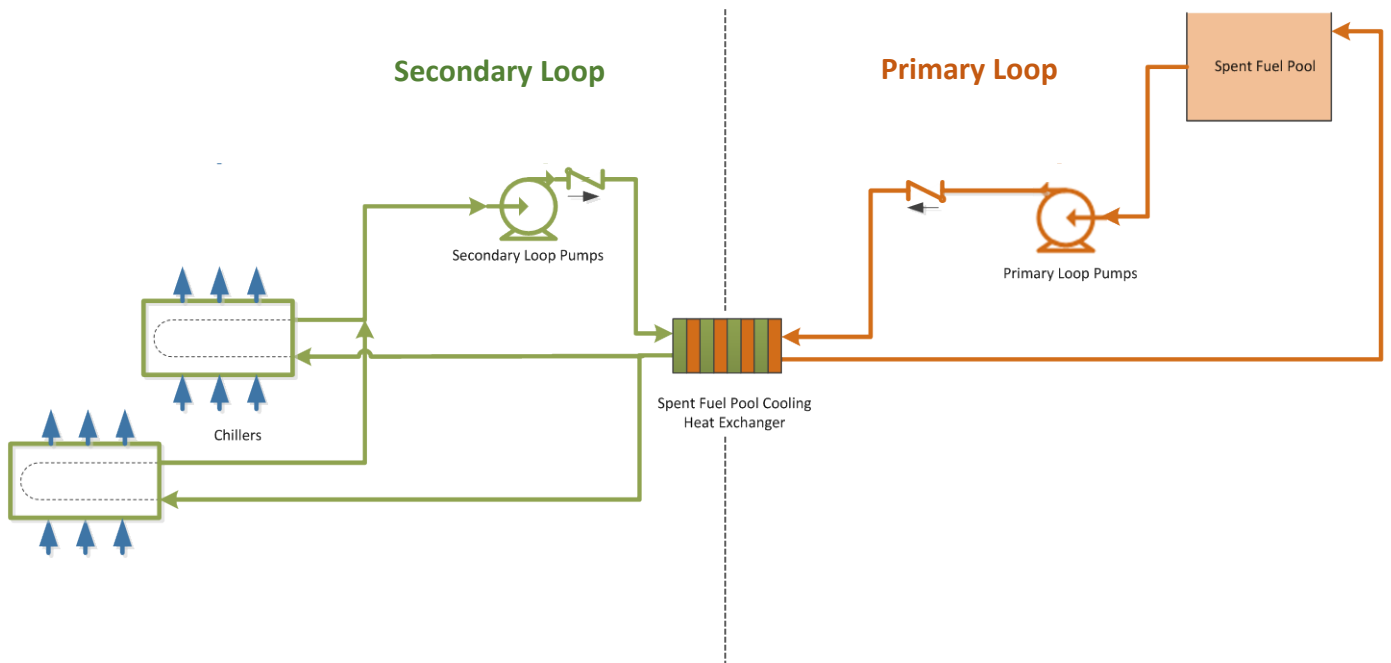 Secondary Loop
Primary Loop
Spent Fuel Pool
Secondary Loop Pumps
Primary Loop Pumps
Spent Fuel Pool Cooling
Heat Exchanger
Chillers